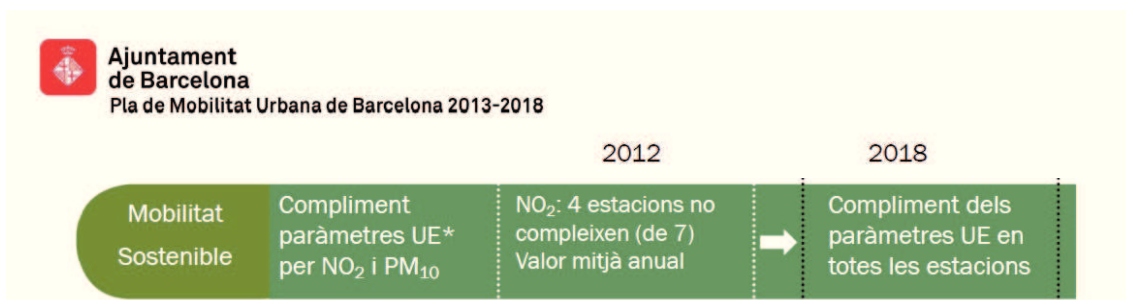 Ajuntament
de Barcelona
Pla de Mobilitat Urbana de Barcelona 2013-2018
2012
2018
Mobilitat
Sostenible
Compliment
paràmetres UE*
per NO₂ i PM₁₀
NO₂: 4 estacions no
compleixen (de 7)
Valor mitjà anual
Compliment dels
paràmetres UE en
totes les estacions